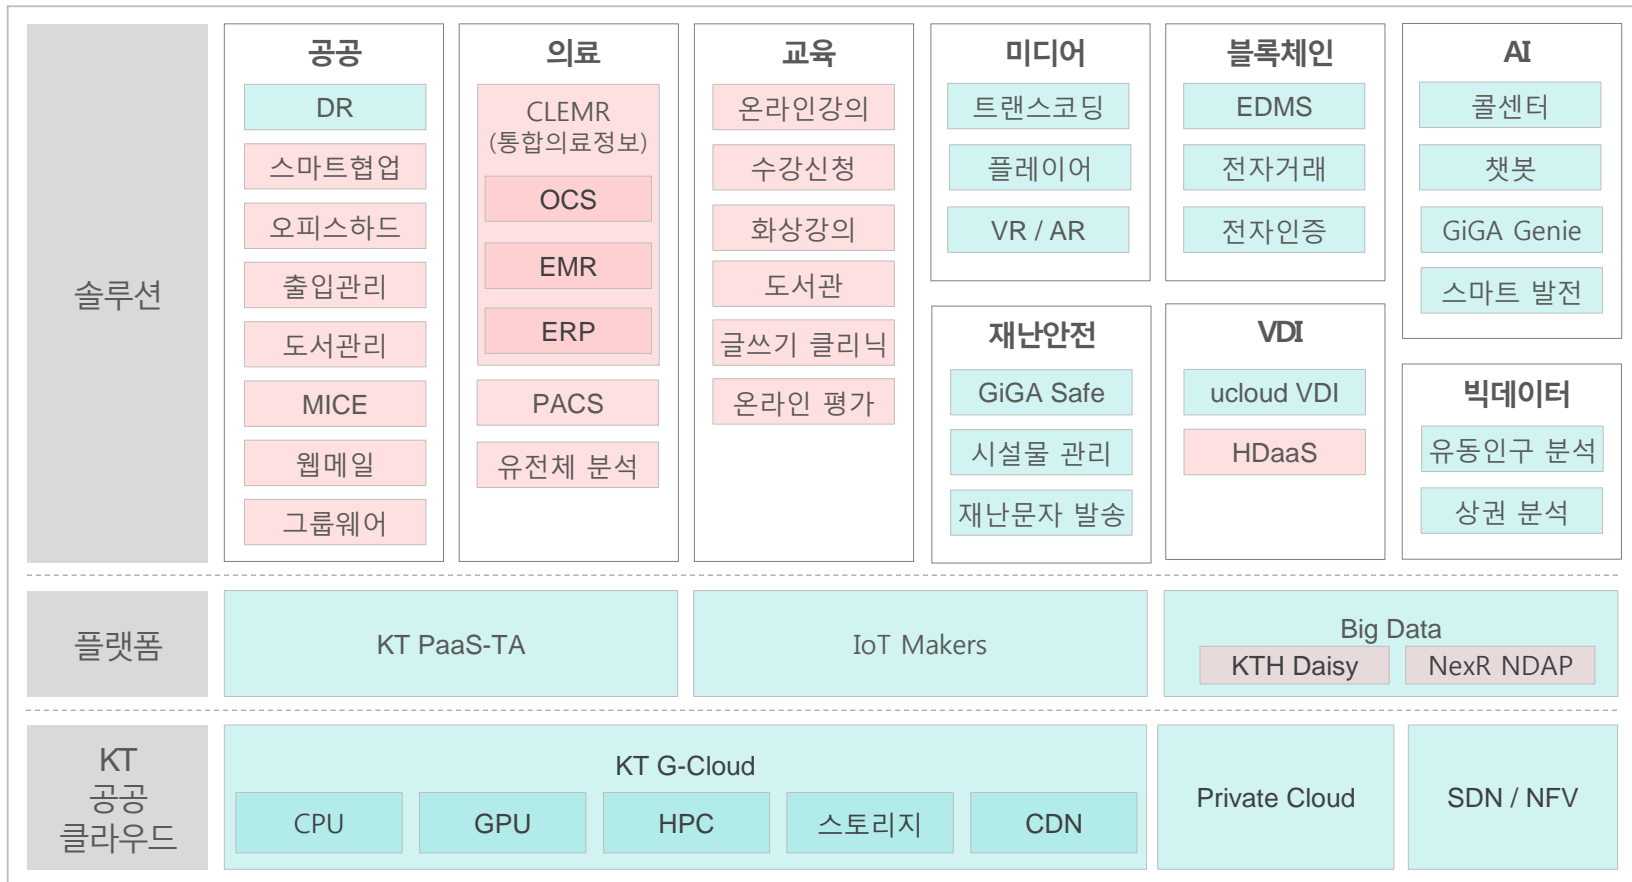 솔루션
공공
DR
스마트협업
오피스하드
출입관리
도서관리
MICE
웹메일
그룹웨어
의료
CLEMR
(통합의료정보)
OCS
EMR
ERP
PACS
유전체 분석
교육
온라인강의
수강신청
화상강의
도서관
글쓰기 클리닉
온라인 평가
미디어
트랜스코딩
플레이어
VR / AR
재난안전
GiGA Safe
시설물 관리
재난문자 발송
블록체인
EDMS
전자거래
전자인증
VDI
ucloud VDI
HDaaS
AI
콜센터
챗봇
GiGA Genie
스마트 발전
빅데이터
유동인구 분석
상권 분석
플랫폼
KT PaaS-TA
IoT Makers
Big Data
KTH Daisy
NexR NDAP
KT
공공
클라우드
KT G-Cloud
CPU
GPU
HPC
스토리지
CDN
Private Cloud
SDN / NFV